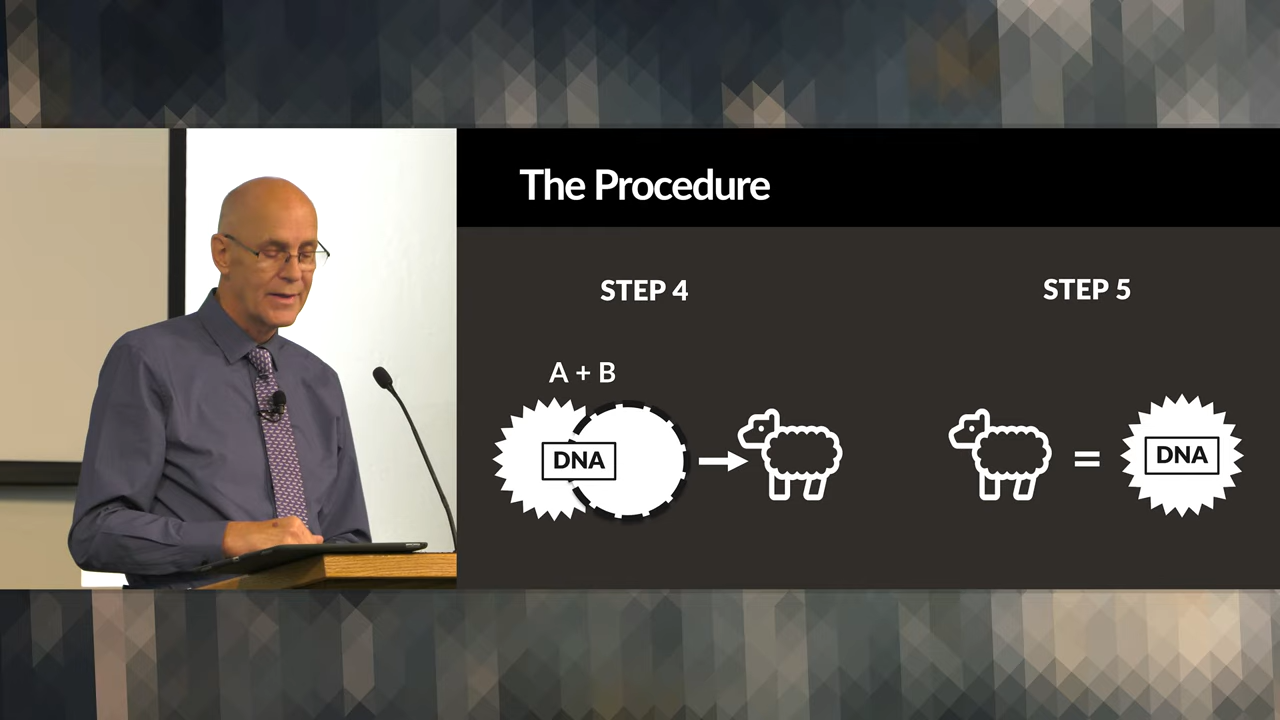 The Procedure
STEP 4
STEP 5
A + B
DNA
=
DNA